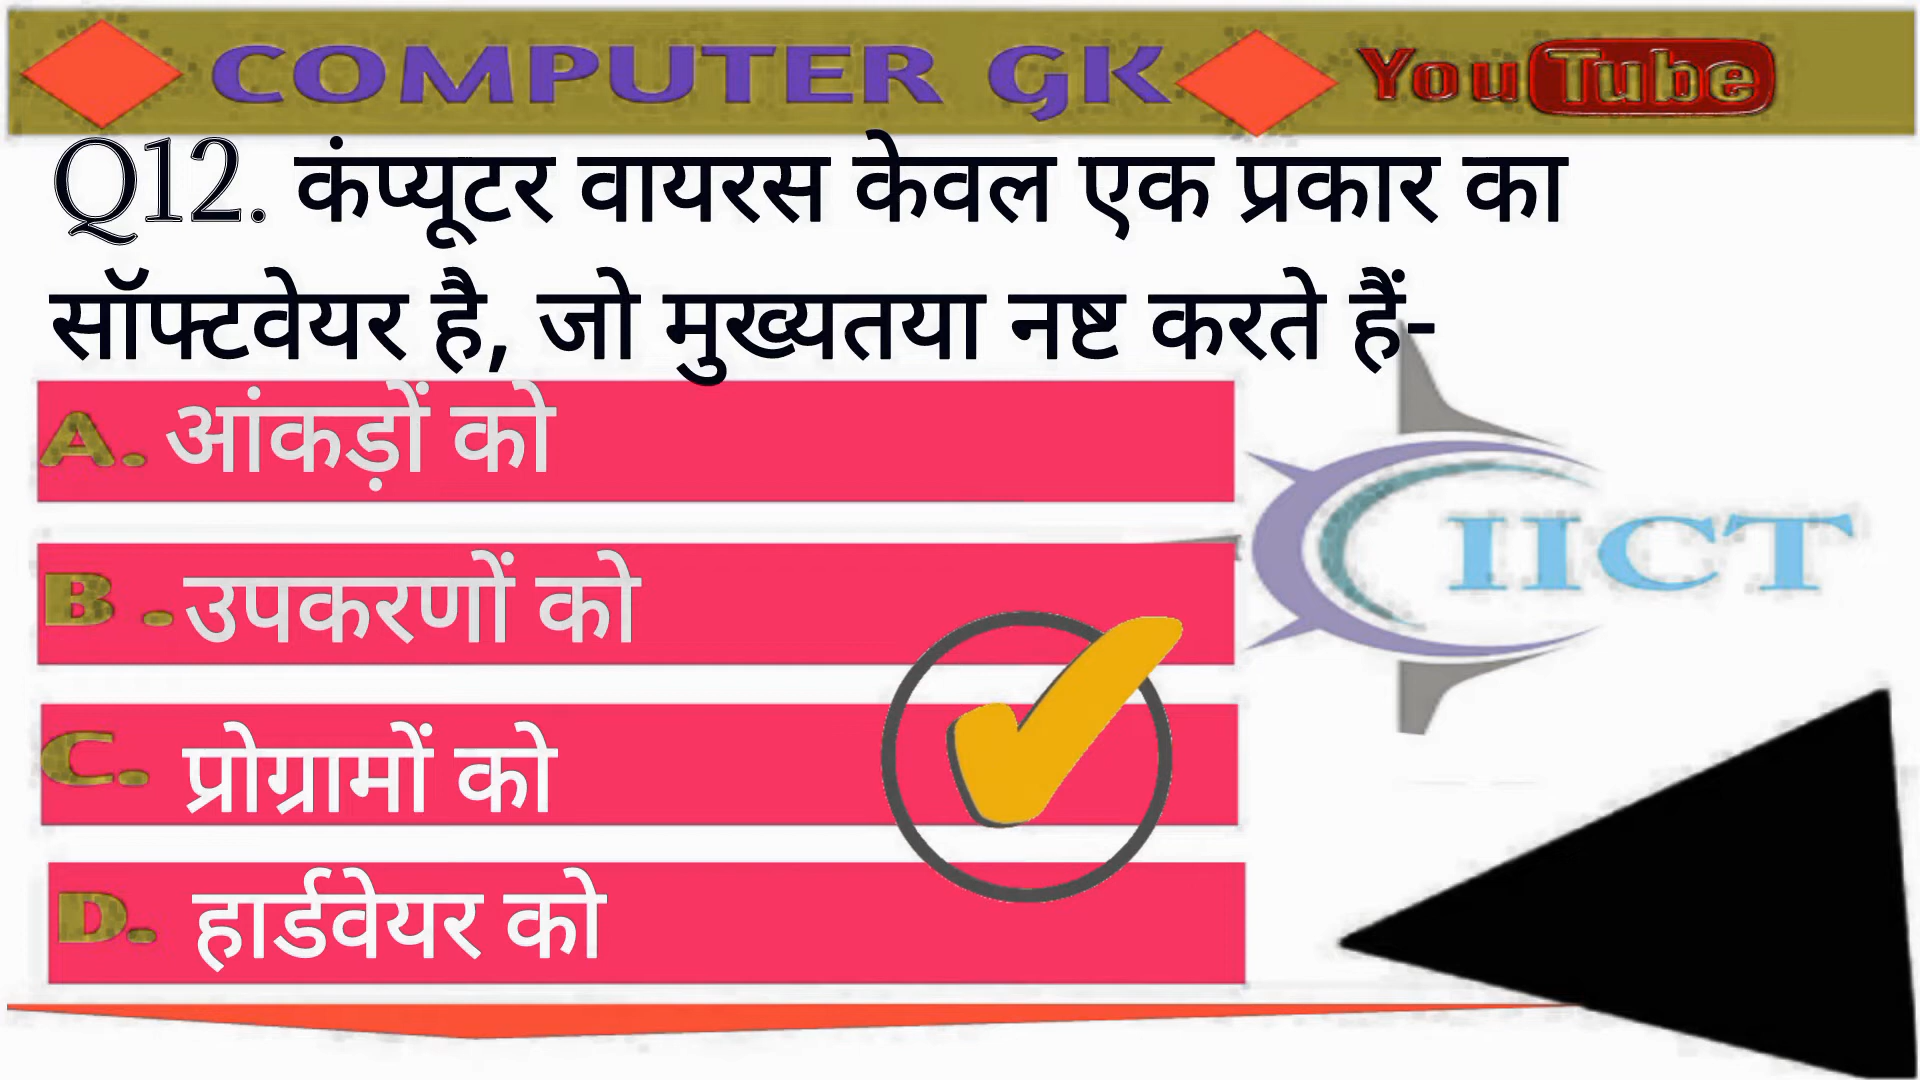 COMPUTER GK YouTube
Q12. कंप्यूटर वायरस केवल एक प्रकार का
सॉफ्टवेयर है, जो मुख्यतया नष्ट करते हैं-
A. आंकड़ों को
B . उपकरणों को
C. प्रोग्रामों को
D. हार्डवेयर को
IICT